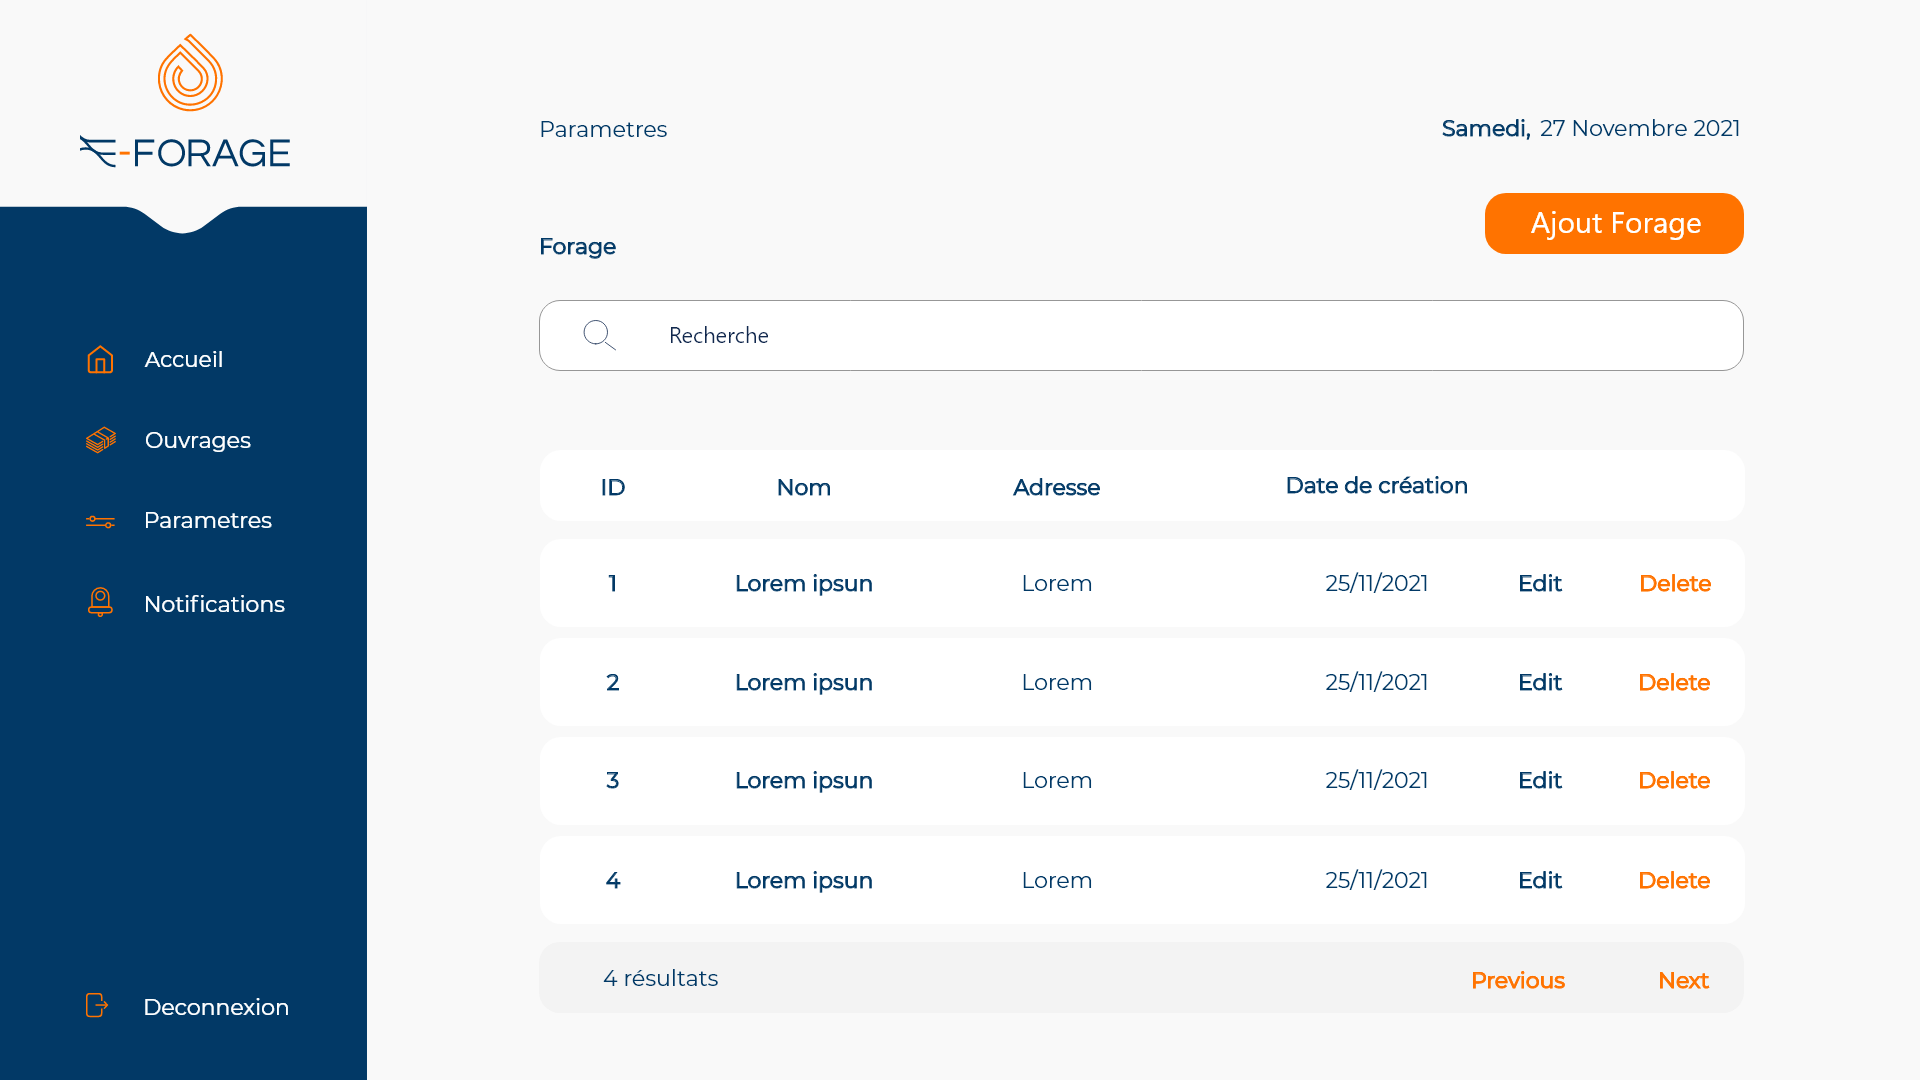 E-FORAGE
Accueil
Ouvrages
Parametres
Notifications
Deconnexion
Parametres
Samedi, 27 Novembre 2021
Ajout Forage
Forage
Recherche
ID Nom Adresse Date de création
1 Lorem ipsun Lorem 25/11/2021 Edit Delete
2 Lorem ipsun Lorem 25/11/2021 Edit Delete
3 Lorem ipsun Lorem 25/11/2021 Edit Delete
4 Lorem ipsun Lorem 25/11/2021 Edit Delete
4 résultats Previous Next